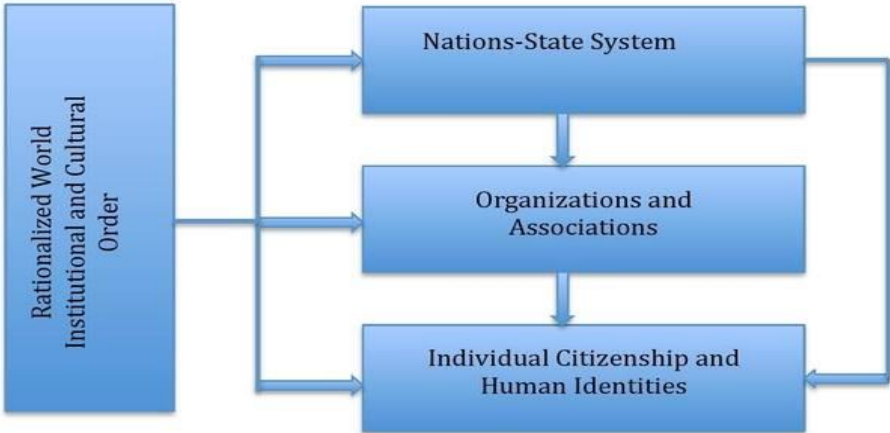 Rationalized World
Institutional and Cultural
Order
Nations-State System
Organizations and
Associations
Individual Citizenship and
Human Identities